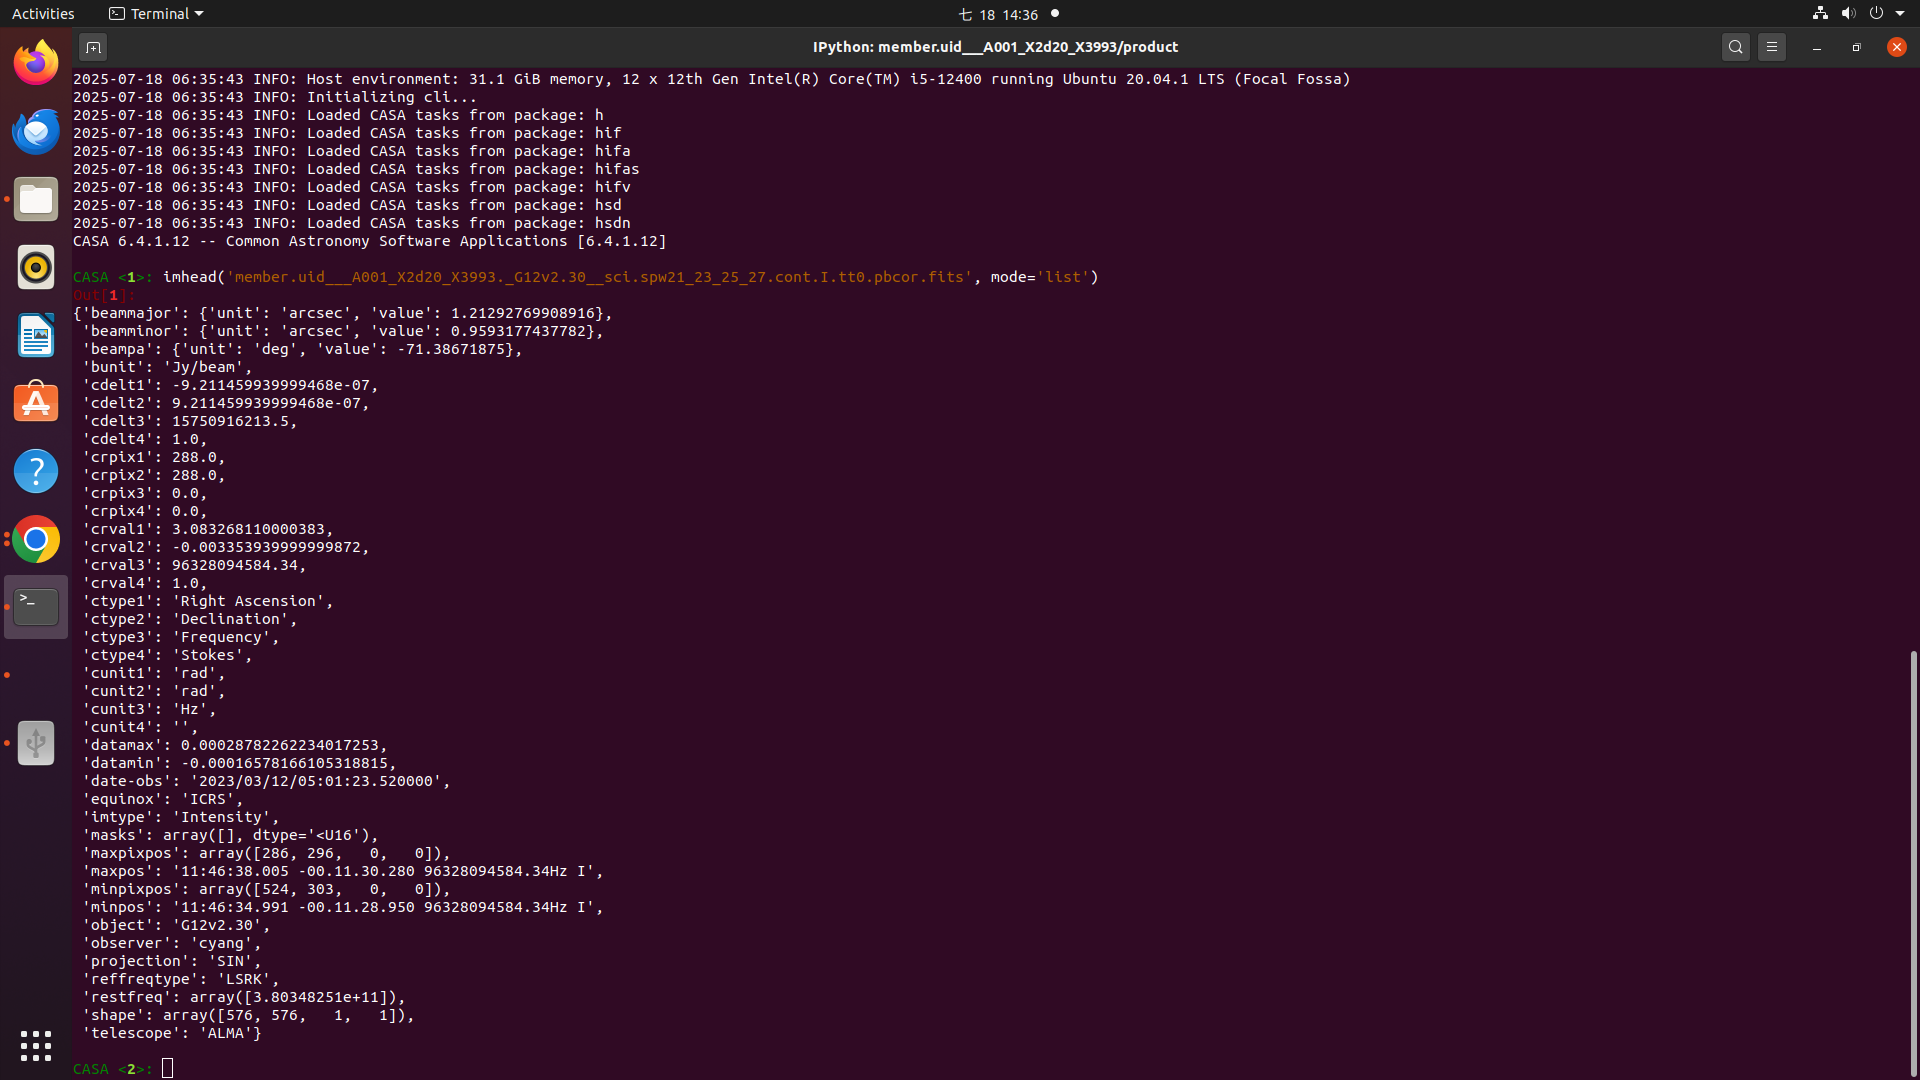 Activities
Terminal
七 18 14:36
IPython: member.uid___A001_X2d20_X3993/product
2025-07-18 06:35:43 INFO: Host environment: 31.1 GiB memory, 12 x 12th Gen Intel(R) Core(TM) i5-12400 running Ubuntu 20.04.1 LTS (Focal Fossa)
2025-07-18 06:35:43 INFO: Initializing cli...
2025-07-18 06:35:43 INFO: Loaded CASA tasks from package: h
2025-07-18 06:35:43 INFO: Loaded CASA tasks from package: hif
2025-07-18 06:35:43 INFO: Loaded CASA tasks from package: hifa
2025-07-18 06:35:43 INFO: Loaded CASA tasks from package: hifas
2025-07-18 06:35:43 INFO: Loaded CASA tasks from package: hifv
2025-07-18 06:35:43 INFO: Loaded CASA tasks from package: hsd
2025-07-18 06:35:43 INFO: Loaded CASA tasks from package: hsdn
CASA 6.4.1.12 -- Common Astronomy Software Applications [6.4.1.12]
CASA <1>: imhead('member.uid___A001_X2d20_X3993._G12v2.30__sci.spw21_23_25_27.cont.I.tt0.pbcor.fits', mode='list')
Out[1]:
{'beammajor': {'unit': 'arcsec', 'value': 1.21292769908916},
'beamminor': {'unit': 'arcsec', 'value': 0.9593177437782},
'beampa': {'unit': 'deg', 'value': -71.38671875},
'bunit': 'Jy/beam',
'cdelt1': -9.211459939999468e-07,
'cdelt2': 9.211459939999468e-07,
'cdelt3': 15750916213.5,
'cdelt4': 1.0,
'crpix1': 288.0,
'crpix2': 288.0,
'crpix3': 0.0,
'crpix4': 0.0,
'crval1': 3.083268110000383,
'crval2': -0.003353939999999872,
'crval3': 96328094584.34,
'crval4': 1.0,
'ctype1': 'Right Ascension',
'ctype2': 'Declination',
'ctype3': 'Frequency',
'ctype4': 'Stokes',
'cunit1': 'rad',
'cunit2': 'rad',
'cunit3': 'Hz',
'cunit4': '',
'datamax': 0.00028782262234017253,
'datamin': -0.00016578166105318815,
'date-obs': '2023/03/12/05:01:23.520000',
'equinox': 'ICRS',
'imtype': 'Intensity',
'masks': array([], dtype='<U16'),
'maxpixpos': array([286, 296,   0,   0]),
'maxpos': '11:46:38.005 -00.11.30.280 96328094584.34Hz I',
'minpixpos': array([524, 303,   0,   0]),
'minpos': '11:46:34.991 -00.11.28.950 96328094584.34Hz I',
'object': 'G12v2.30',
'observer': 'cyang',
'projection': 'SIN',
'reffreqtype': 'LSRK',
'restfreq': array([3.80348251e+11]),
'shape': array([576, 576,   1,   1]),
'telescope': 'ALMA'}
CASA <2>: